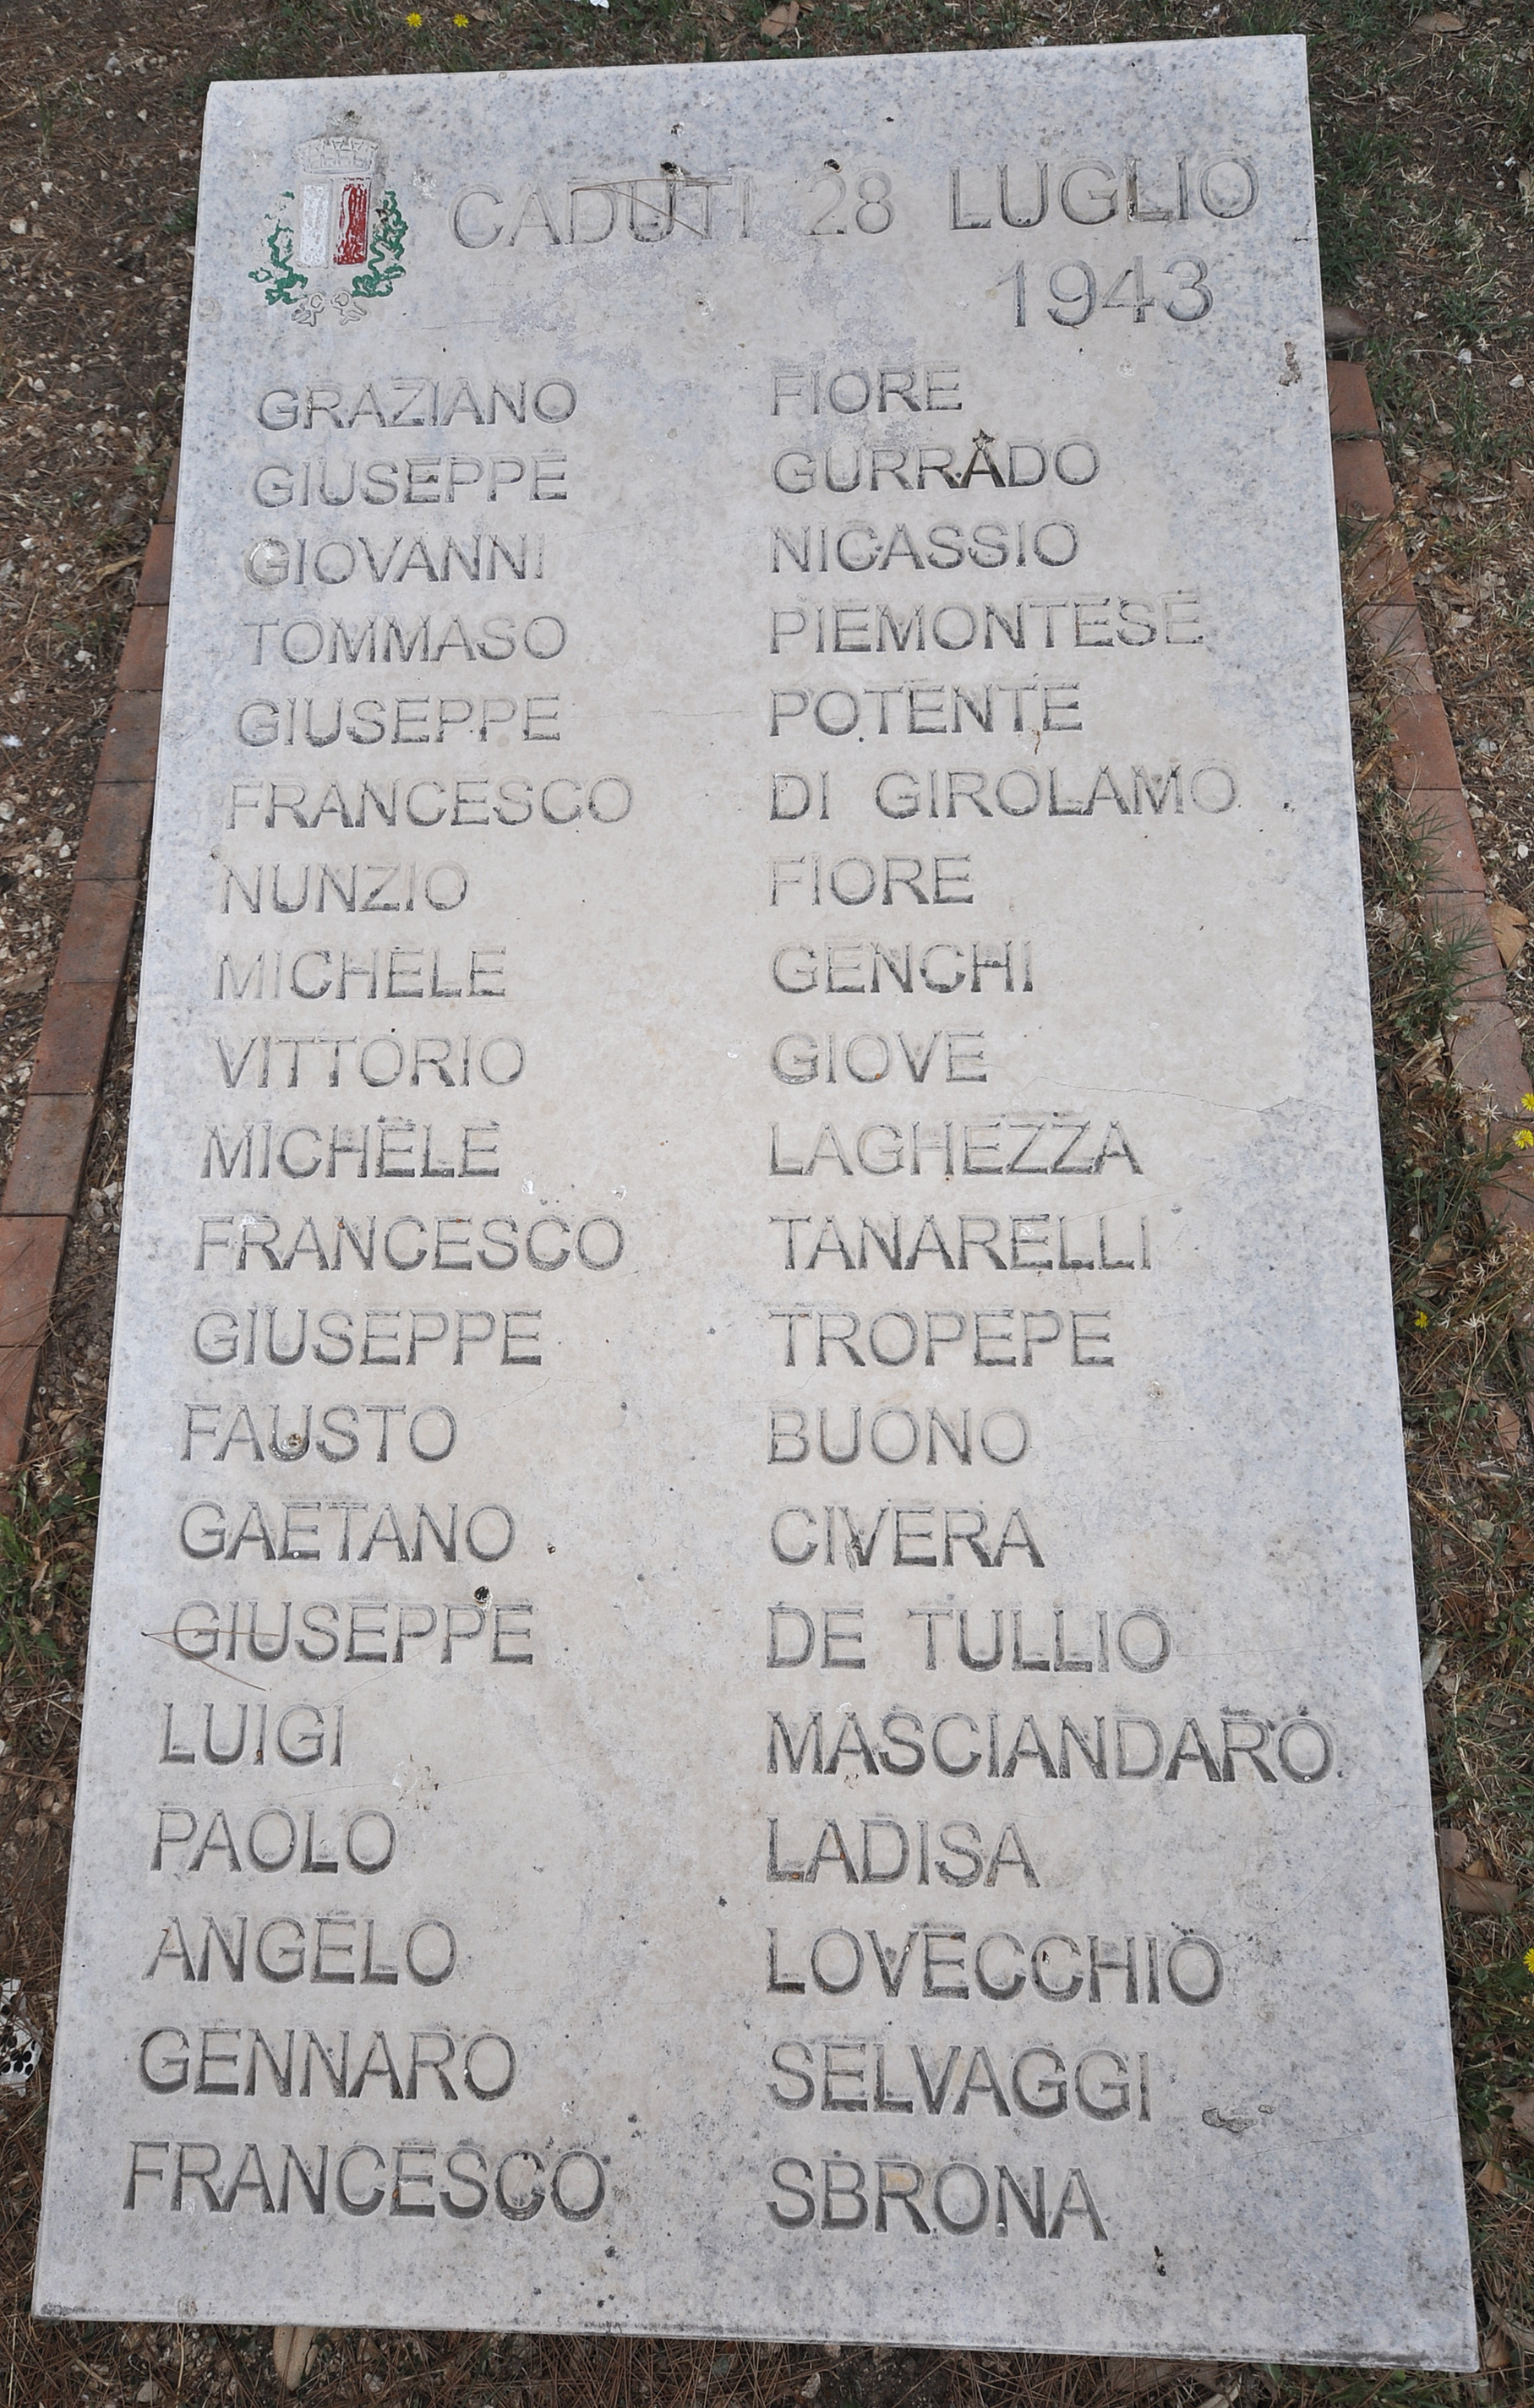 CADUTI 28 LUGLIO
1943
GRAZIANO FIORE
GIUSEPPE GURRADO
GIOVANNI NICASSIO
TOMMASO PIEMONTESE
GIUSEPPE POTENTE
FRANCESCO DI GIROLAMO
NUNZIO FIORE
MICHELE GENCHI
VITTORIO GIOVE
MICHELE LAGHEZZA
FRANCESCO TANARELLI
GIUSEPPE TROPEPE
FAUSTO BUONO
GAETANO CIVERA
GIUSEPPE DE TULLIO
LUIGI MASCIANDARO
PAOLO LADISA
ANGELO LOVECCHIO
GENNARO SELVAGGI
FRANCESCO SBRONA